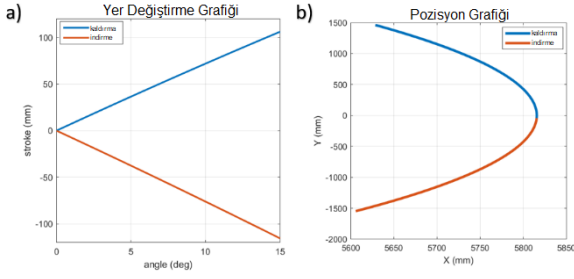 a)
Yer Değiştirme Grafiği
kaldırma
indirme
100
50
0
-50
-100
stroke (mm)
0
5
10
15
angle (deg)
b)
Pozisyon Grafiği
kaldırma
indirme
1500
1000
500
0
-500
-1000
-1500
-2000
Y (mm)
5600
5650
5700
5750
5800
5850
X (mm)